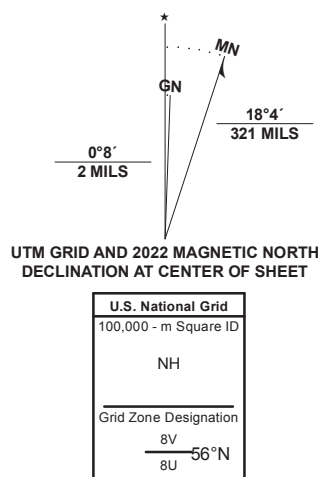 ★
MN
GN
0°8´
2 MILS
18°4´
321 MILS
UTM GRID AND 2022 MAGNETIC NORTH
DECLINATION AT CENTER OF SHEET
U.S. National Grid
100,000 - m Square ID
NH
Grid Zone Designation
8V
56°N
8U